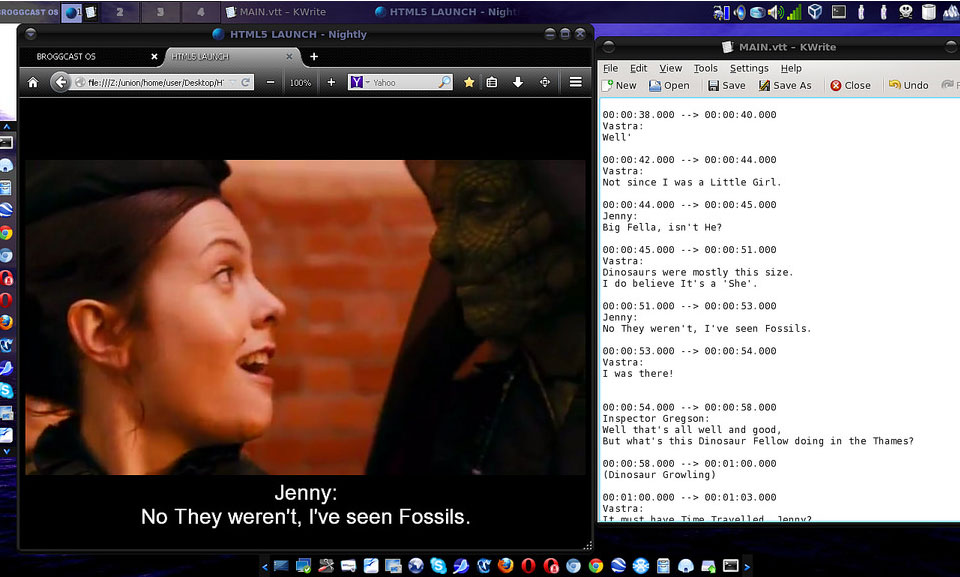 BROGGCAST OS
1
2
3
4
MAIN.vtt – KWrite
HTML5 LAUNCH - Night
HTML5 LAUNCH - Nightly
BROGGCAST OS
HTML5 LAUNCH
file:///Z:/union/home/user/Desktop/H
100%
Y
Yahoo
Jenny:
No They weren't, I've seen Fossils.
MAIN.vtt – KWrite
File Edit View Tools Settings Help
New Open Save Save As Close Undo
00:00:38.000 --> 00:00:40.000
Vastra:
Well'
00:00:42.000 --> 00:00:44.000
Vastra:
Not since I was a Little Girl.
00:00:44.000 --> 00:00:45.000
Jenny:
Big Fella, isn't He?
00:00:45.000 --> 00:00:51.000
Vastra:
Dinosaurs were mostly this size.
I do believe It's a 'She'.
00:00:51.000 --> 00:00:53.000
Jenny:
No They weren't, I've seen Fossils.
00:00:53.000 --> 00:00:54.000
Vastra:
I was there!
00:00:54.000 --> 00:00:58.000
Inspector Gregson:
Well that's all well and good,
But what's this Dinosaur Fellow doing in the Thames?
00:00:58.000 --> 00:01:00.000
(Dinosaur Growling)
00:01:00.000 --> 00:01:03.000
Vastra:
It must have Time Travelled, Jenny?